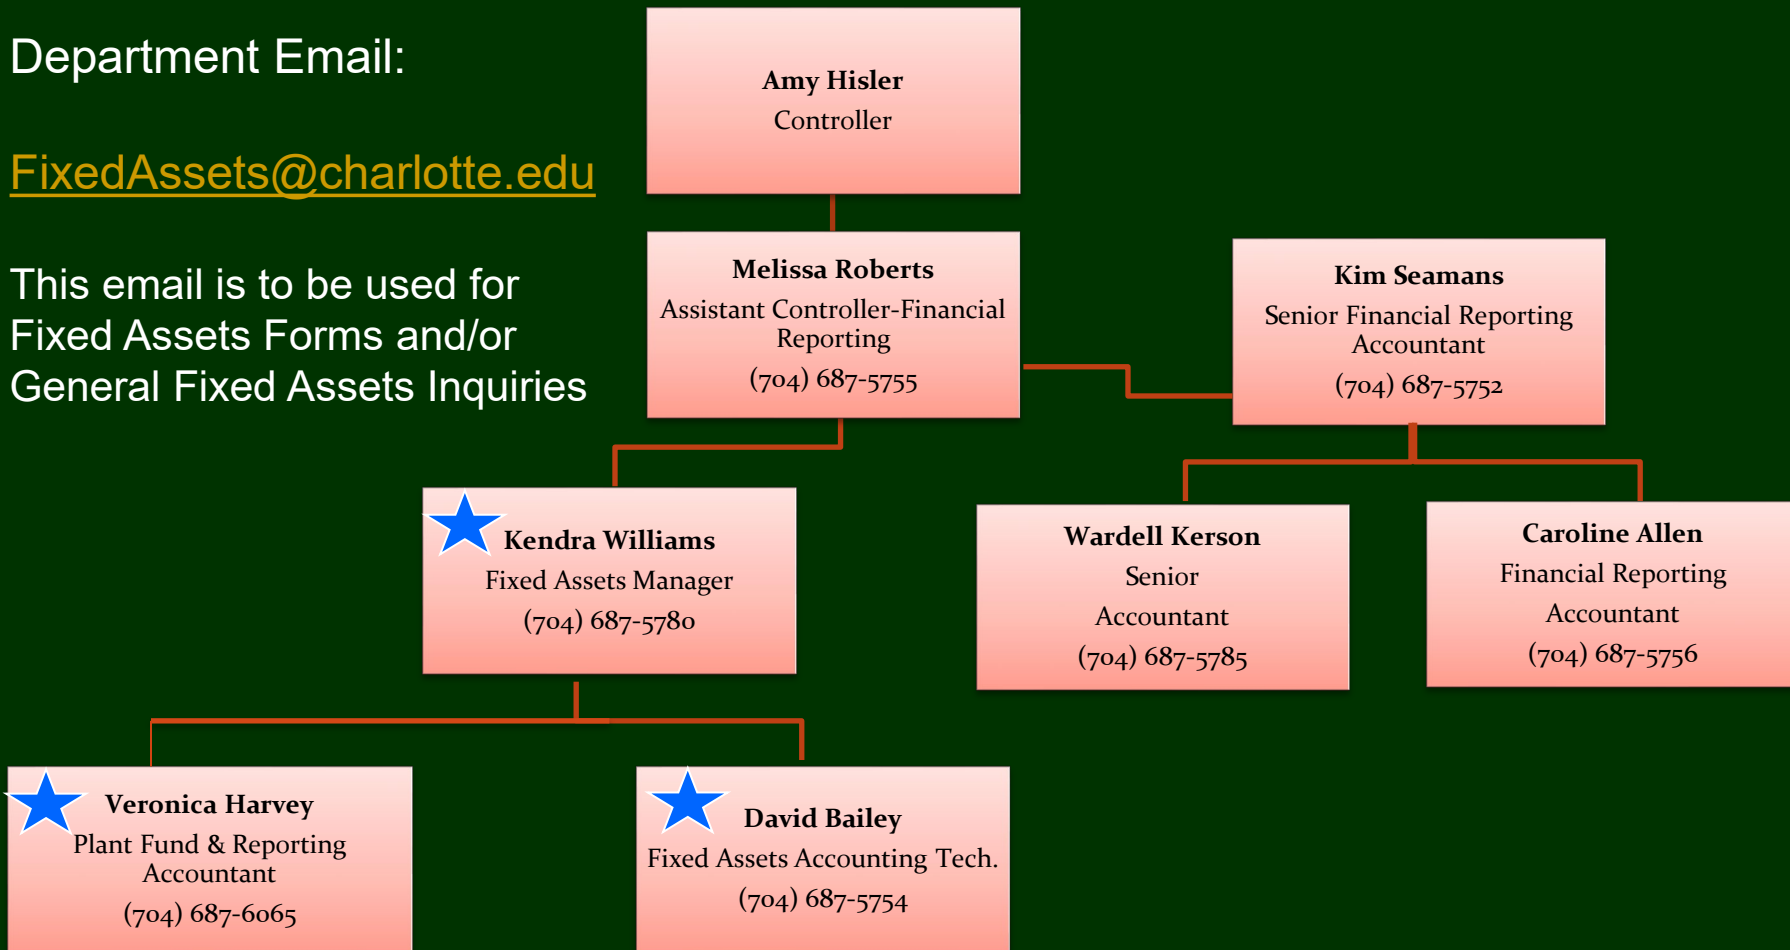 Department Email:
FixedAssets@charlotte.edu
This email is to be used for
Fixed Assets Forms and/or
General Fixed Assets Inquiries
Amy Hisler
Controller
Melissa Roberts
Assistant Controller-Financial
Reporting
(704) 687-5755
Kim Seamans
Senior Financial Reporting
Accountant
(704) 687-5752
Kendra Williams
Fixed Assets Manager
(704) 687-5780
Wardell Kerson
Senior
Accountant
(704) 687-5785
Caroline Allen
Financial Reporting
Accountant
(704) 687-5756
Veronica Harvey
Plant Fund & Reporting
Accountant
(704) 687-6065
David Bailey
Fixed Assets Accounting Tech.
(704) 687-5754